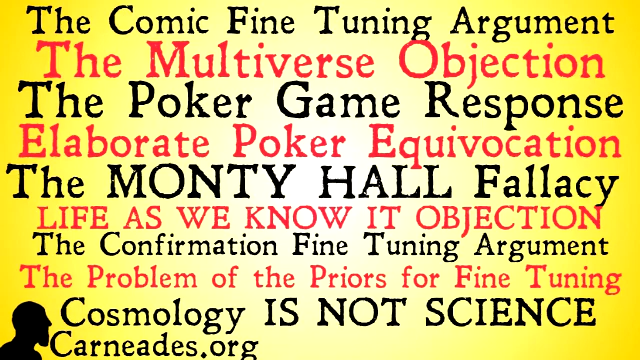 The Comic Fine Tuning Argument
The Multiverse Objection
The Poker Game Response
Elaborate Poker Equivocation
The MONTY HALL Fallacy
LIFE AS WE KNOW IT OBJECTION
The Confirmation Fine Tuning Argument
The Problem of the Priors for Fine Tuning
Cosmology IS NOT SCIENCE
Carneades.org